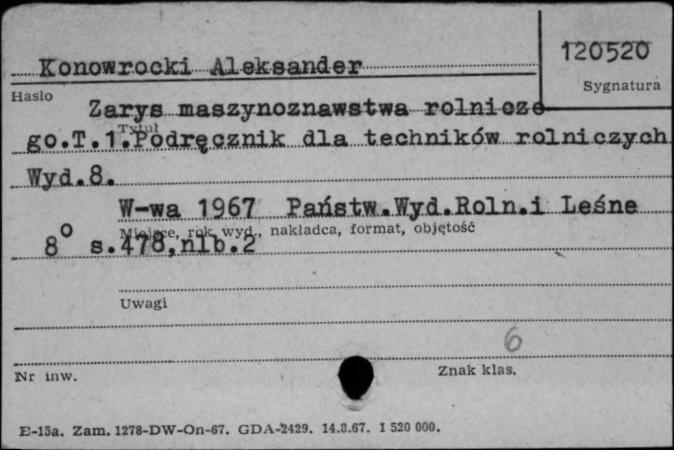 Konowrocki Aleksander
120520
Sygnatura
Hasło
Zarys maszynoznawstwa rolnicze
go.T.1.Podręcznik dla techników rolniczych
Tytuł
Wyd.8.
W-wa 1967 Państw.Wyd.Roln.i Leśne
Miejsce, rok wyd., nakładca, format, objętość
8° s.478,nlb.2
Uwagi
6
Nr inw.
Znak klas.
E-15a. Zam. 1278-DW-On-67. GDA-2429. 14.8.67. 1 520 000.